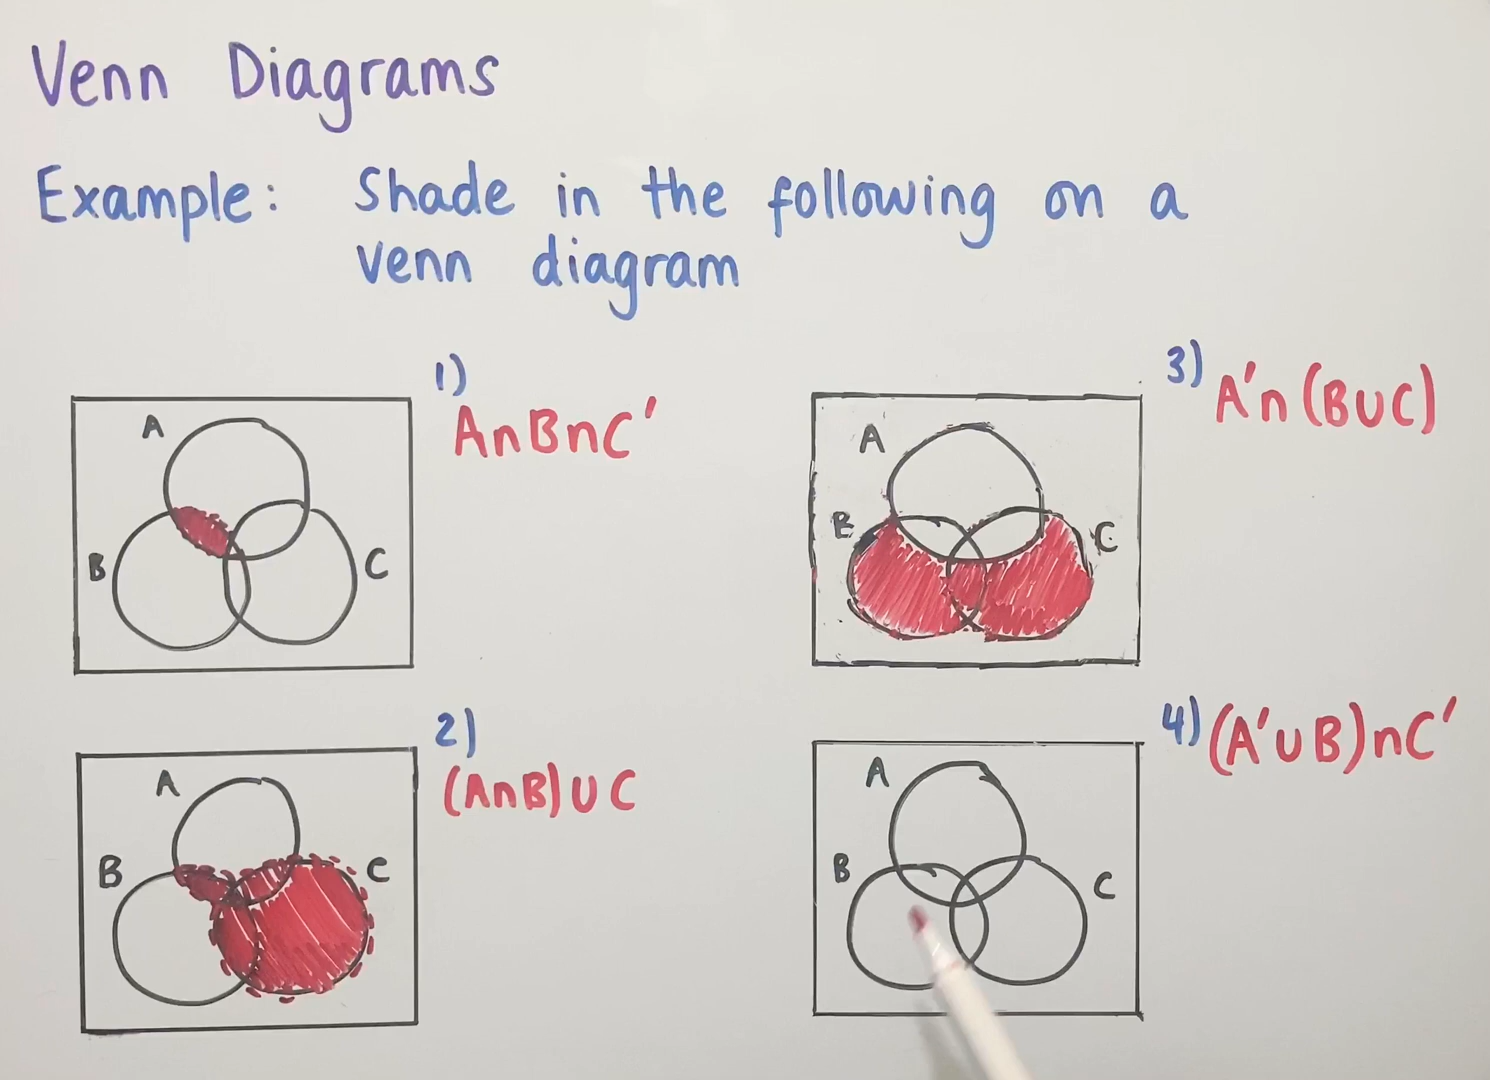 Venn Diagrams
Example: Shade in the following on a
venn diagram
1)
A∩B∩C'
A
B
C
2)
(A∩B)∪C
A
B
C
3)
A'∩(B∪C)
A
B
C
4) (A'∪B)∩C'
A
B
C